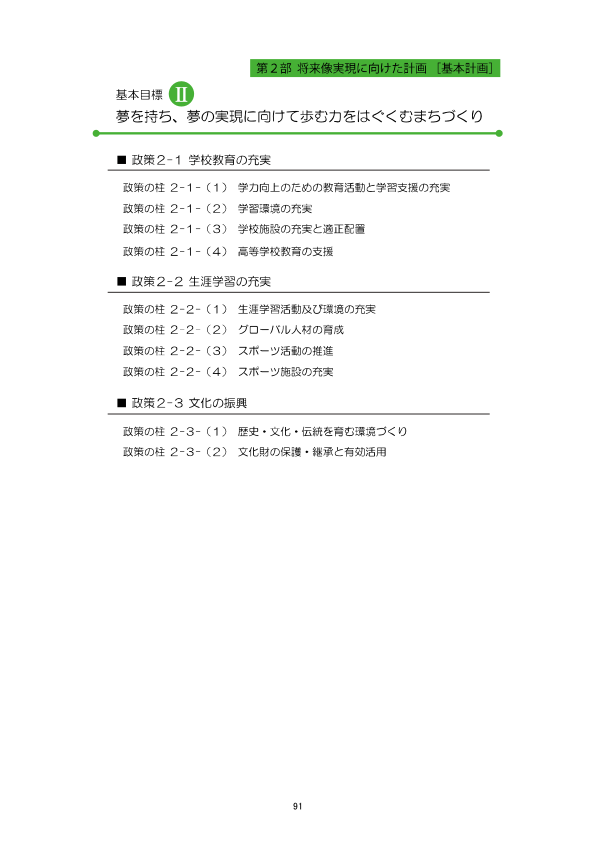 第２部 将来像実現に向けた計画 ［基本計画］
基本目標 Ⅱ
夢を持ち、夢の実現に向けて歩む力をはぐくむまちづくり
■ 政策２-１ 学校教育の充実
政策の柱 ２-１-（１） 学力向上のための教育活動と学習支援の充実
政策の柱 ２-１-（２） 学習環境の充実
政策の柱 ２-１-（３） 学校施設の充実と適正配置
政策の柱 ２-１-（４） 高等学校教育の支援
■ 政策２-２ 生涯学習の充実
政策の柱 ２-２-（１） 生涯学習活動及び環境の充実
政策の柱 ２-２-（２） グローバル人材の育成
政策の柱 ２-２-（３） スポーツ活動の推進
政策の柱 ２-２-（４） スポーツ施設の充実
■ 政策２-３ 文化の振興
政策の柱 ２-３-（１） 歴史・文化・伝統を育む環境づくり
政策の柱 ２-３-（２） 文化財の保護・継承と有効活用
91